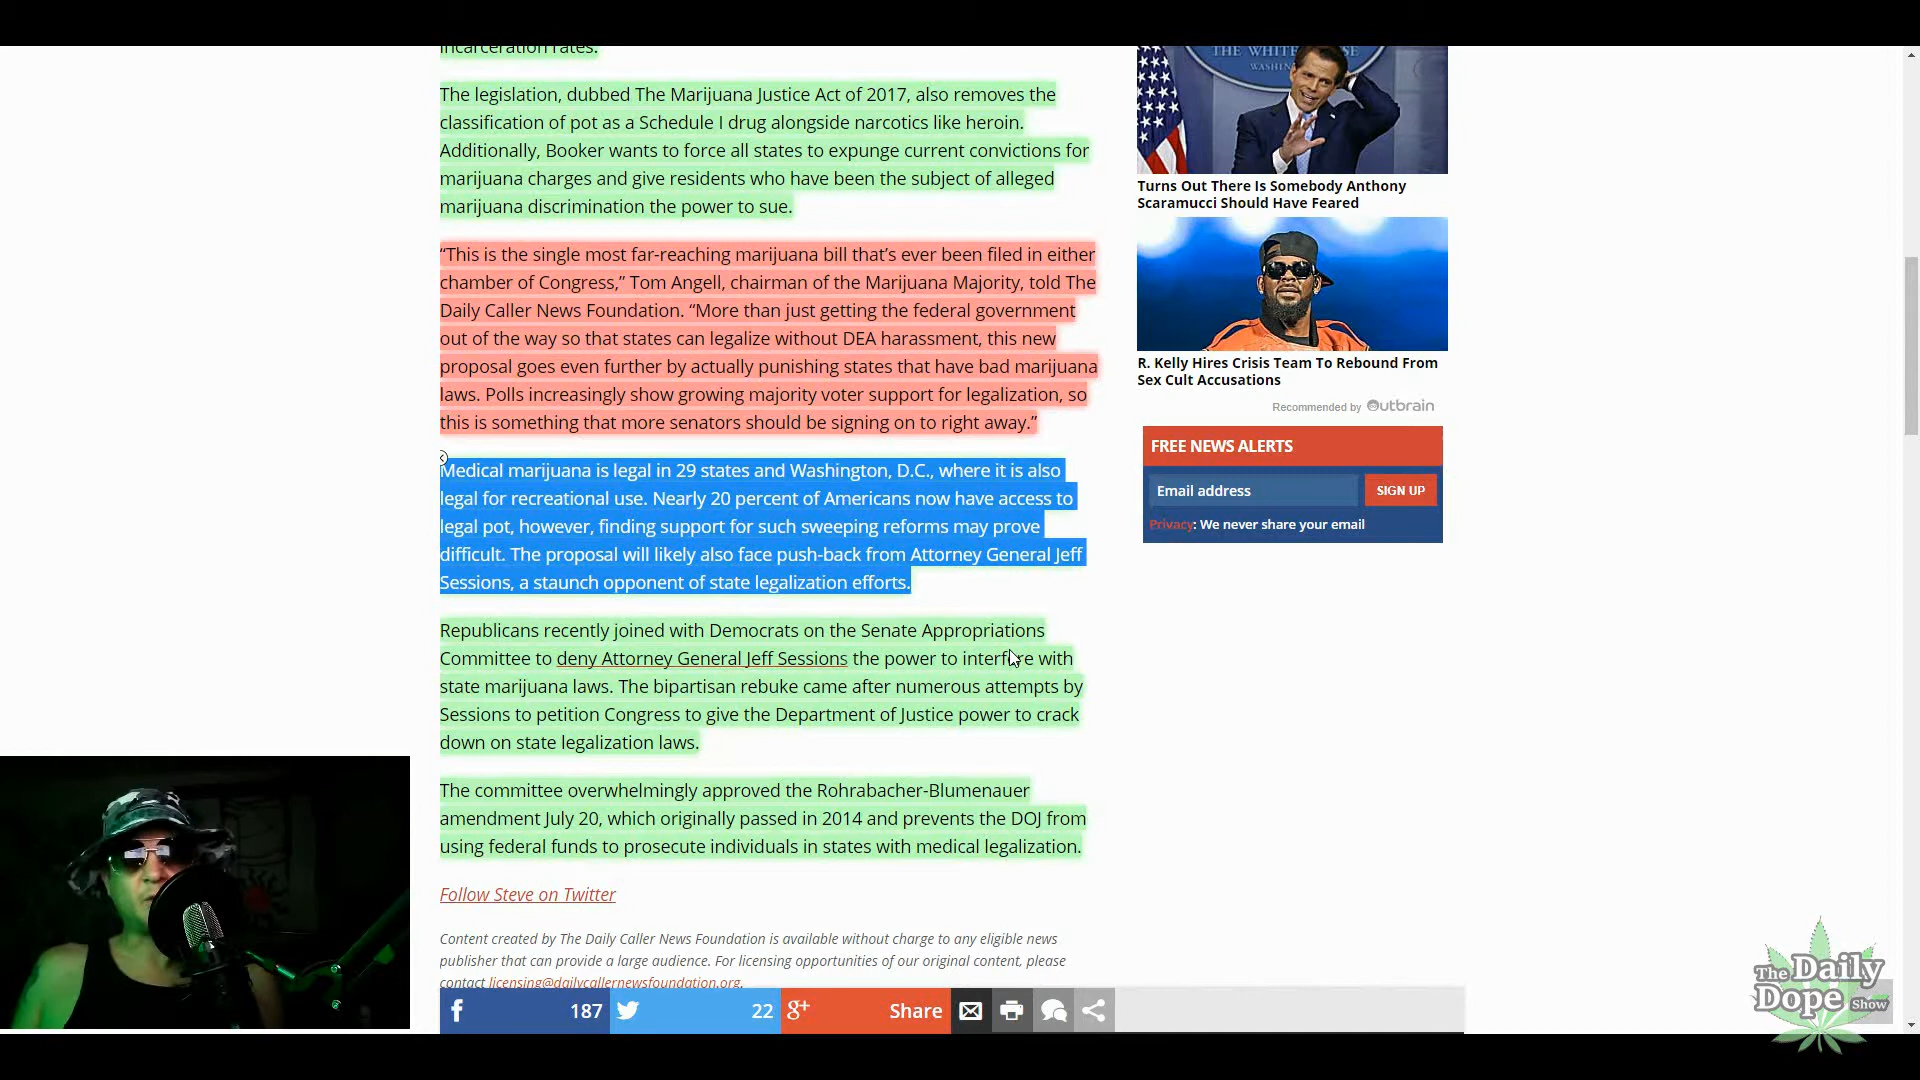 incarceration rates.
The legislation, dubbed The Marijuana Justice Act of 2017, also removes the
classification of pot as a Schedule I drug alongside narcotics like heroin.
Additionally, Booker wants to force all states to expunge current convictions for
marijuana charges and give residents who have been the subject of alleged
marijuana discrimination the power to sue.
“This is the single most far-reaching marijuana bill that’s ever been filed in either
chamber of Congress,” Tom Angell, chairman of the Marijuana Majority, told The
Daily Caller News Foundation. “More than just getting the federal government
out of the way so that states can legalize without DEA harassment, this new
proposal goes even further by actually punishing states that have bad marijuana
laws. Polls increasingly show growing majority voter support for legalization, so
this is something that more senators should be signing on to right away.”
Medical marijuana is legal in 29 states and Washington, D.C., where it is also
legal for recreational use. Nearly 20 percent of Americans now have access to
legal pot, however, finding support for such sweeping reforms may prove
difficult. The proposal will likely also face push-back from Attorney General Jeff
Sessions, a staunch opponent of state legalization efforts.
Republicans recently joined with Democrats on the Senate Appropriations
Committee to deny Attorney General Jeff Sessions the power to interfere with
state marijuana laws. The bipartisan rebuke came after numerous attempts by
Sessions to petition Congress to give the Department of Justice power to crack
down on state legalization laws.
The committee overwhelmingly approved the Rohrabacher-Blumenauer
amendment July 20, which originally passed in 2014 and prevents the DOJ from
using federal funds to prosecute individuals in states with medical legalization.
Follow Steve on Twitter
Content created by The Daily Caller News Foundation is available without charge to any eligible news
publisher that can provide a large audience. For licensing opportunities of our original content, please
contact licensing@dailycallernewsfoundation.org.
187
22
g+ Share
THE WHITE HOUSE
Turns Out There Is Somebody Anthony
Scaramucci Should Have Feared
R. Kelly Hires Crisis Team To Rebound From
Sex Cult Accusations
Recommended by Outbrain
FREE NEWS ALERTS
Email address
SIGN UP
Privacy: We never share your email
The Daily
Dope Show